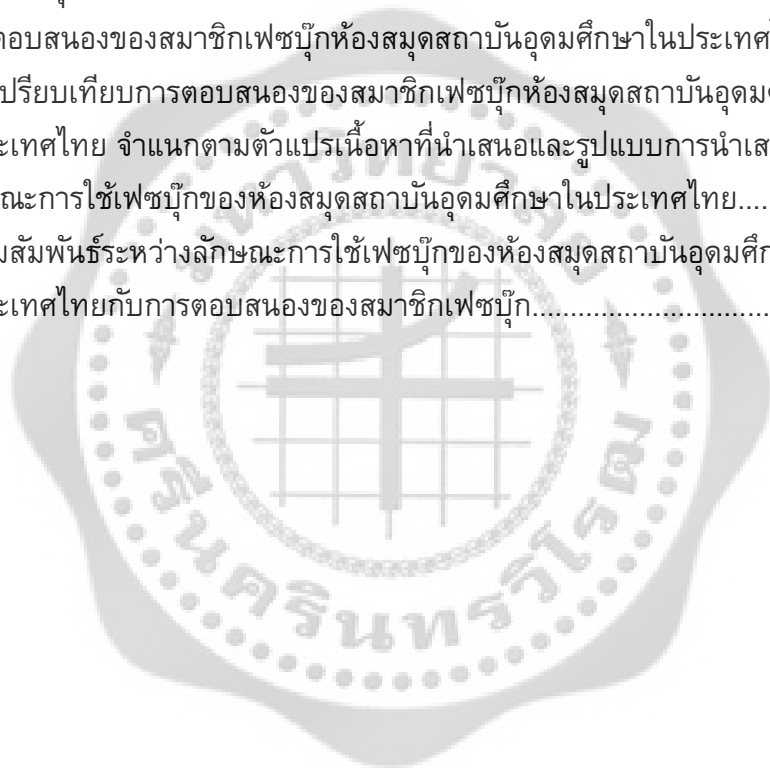 ตอบสนองของสมาชิกเฟซบุ๊กห้องสมุดสถาบันอุดมศึกษาในประเทศ
เปรียบเทียบการตอบสนองของสมาชิกเฟซบุ๊กห้องสมุดสถาบันอุดม
ประเทศไทย จำแนกตามตัวแปรเนื้อหาที่นำเสนอและรูปแบบการนำเส
ณะการใช้เฟซบุ๊กของห้องสมุดสถาบันอุดมศึกษาในประเทศไทย....
มสัมพันธ์ระหว่างลักษณะการใช้เฟซบุ๊กของห้องสมุดสถาบันอุดมศึก
ะเทศไทยกับการตอบสนองของสมาชิกเฟซบุ๊ก............................
มหาวิทยาลัย
ศรีนครินทรวิโรฒ